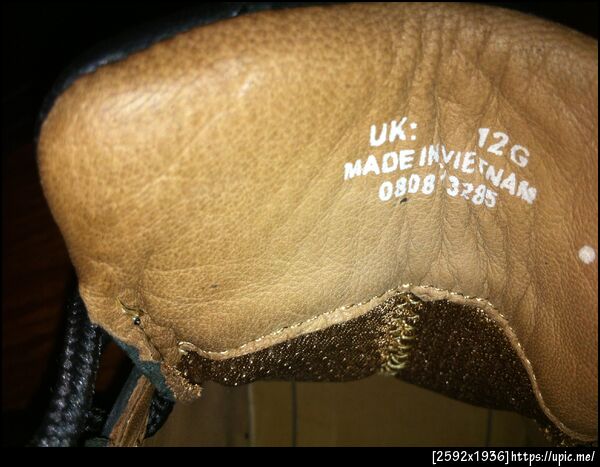 UK: 12G
MADE IN VIETNAM
0808 3285
[2592x1936]https://upic.me/